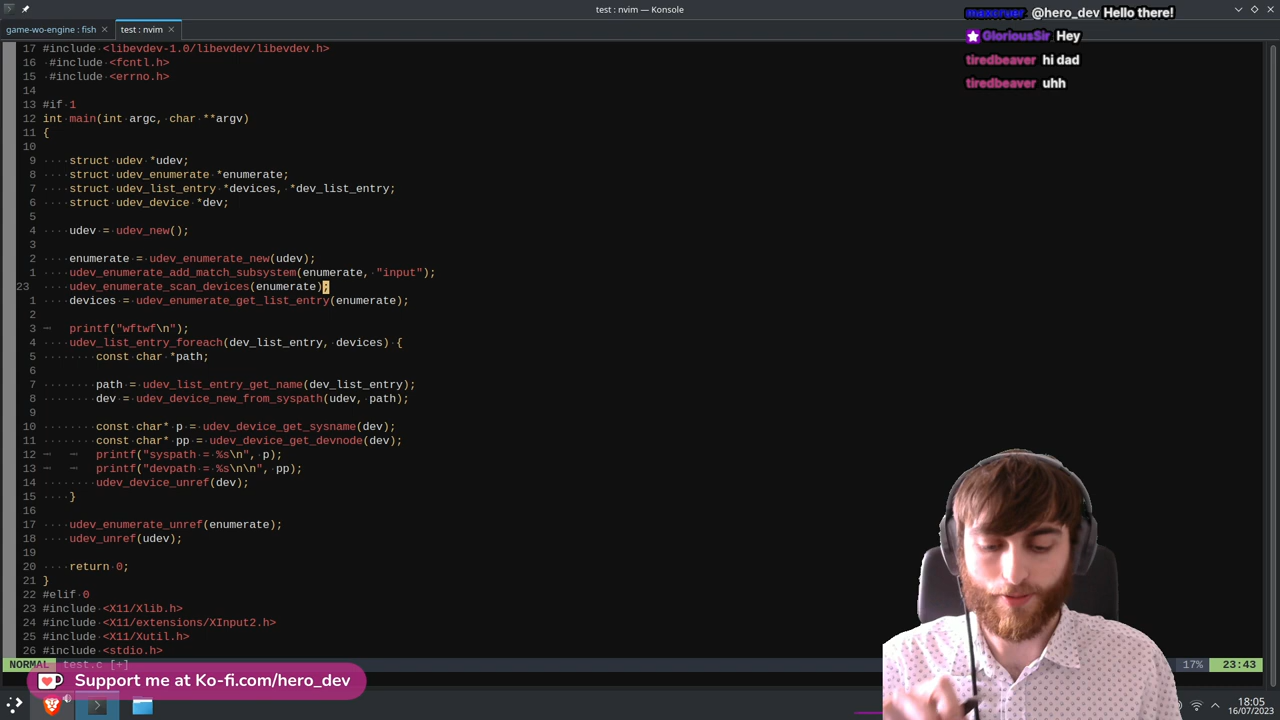 test : nvim — Konsole
game-wo-engine : fish
test : nvim
@hero_dev Hello there!
GloriousSir Hey
tiredbeaver hi dad
tiredbeaver uhh
17 #include <libevdev-1.0/libevdev/libevdev.h>
16 #include <fcntl.h>
15 #include <errno.h>
14
13 #if 1
12 int main(int argc, char **argv)
11 {
10
9 struct udev *udev;
8 struct udev_enumerate *enumerate;
7 struct udev_list_entry *devices, *dev_list_entry;
6 struct udev_device *dev;
5
4 udev = udev_new();
3
2 enumerate = udev_enumerate_new(udev);
1 udev_enumerate_add_match_subsystem(enumerate, "input");
23 udev_enumerate_scan_devices(enumerate);
1 devices = udev_enumerate_get_list_entry(enumerate);
2
3 printf("wftwf\n");
4 udev_list_entry_foreach(dev_list_entry, devices) {
5 const char *path;
6
7 path = udev_list_entry_get_name(dev_list_entry);
8 dev = udev_device_new_from_syspath(udev, path);
9
10 const char* p = udev_device_get_sysname(dev);
11 const char* pp = udev_device_get_devnode(dev);
12 printf("syspath = %s\n", p);
13 printf("devpath = %s\n\n", pp);
14 udev_device_unref(dev);
15 }
16
17 udev_enumerate_unref(enumerate);
18 udev_unref(udev);
19
20 return 0;
21 }
22 #elif 0
23 #include <X11/Xlib.h>
24 #include <X11/extensions/XInput2.h>
25 #include <X11/Xutil.h>
26 #include <stdio.h>
NORMAL test.c [+] 17% 23:43
Support me at Ko-fi.com/hero_dev
18:05
16/07/2023